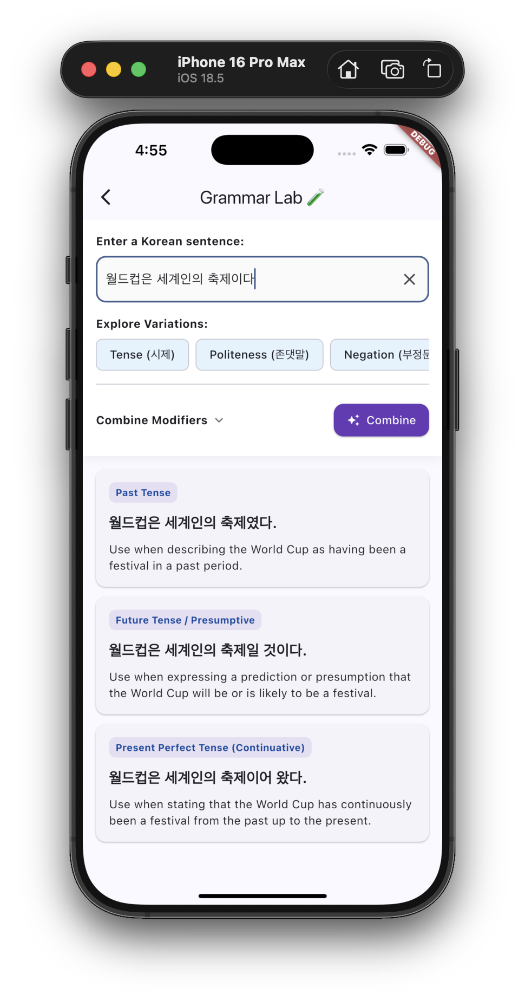 iPhone 16 Pro Max
iOS 18.5
4:55
DEBUG
Grammar Lab
Enter a Korean sentence:
월드컵은 세계인의 축제이다
Explore Variations:
Tense (시제)
Politeness (존댓말)
Negation (부정문
Combine Modifiers
Combine
Past Tense
월드컵은 세계인의 축제였다.
Use when describing the World Cup as having been a
festival in a past period.
Future Tense / Presumptive
월드컵은 세계인의 축제일 것이다.
Use when expressing a prediction or presumption that
the World Cup will be or is likely to be a festival.
Present Perfect Tense (Continuative)
월드컵은 세계인의 축제이어 왔다.
Use when stating that the World Cup has continuously
been a festival from the past up to the present.